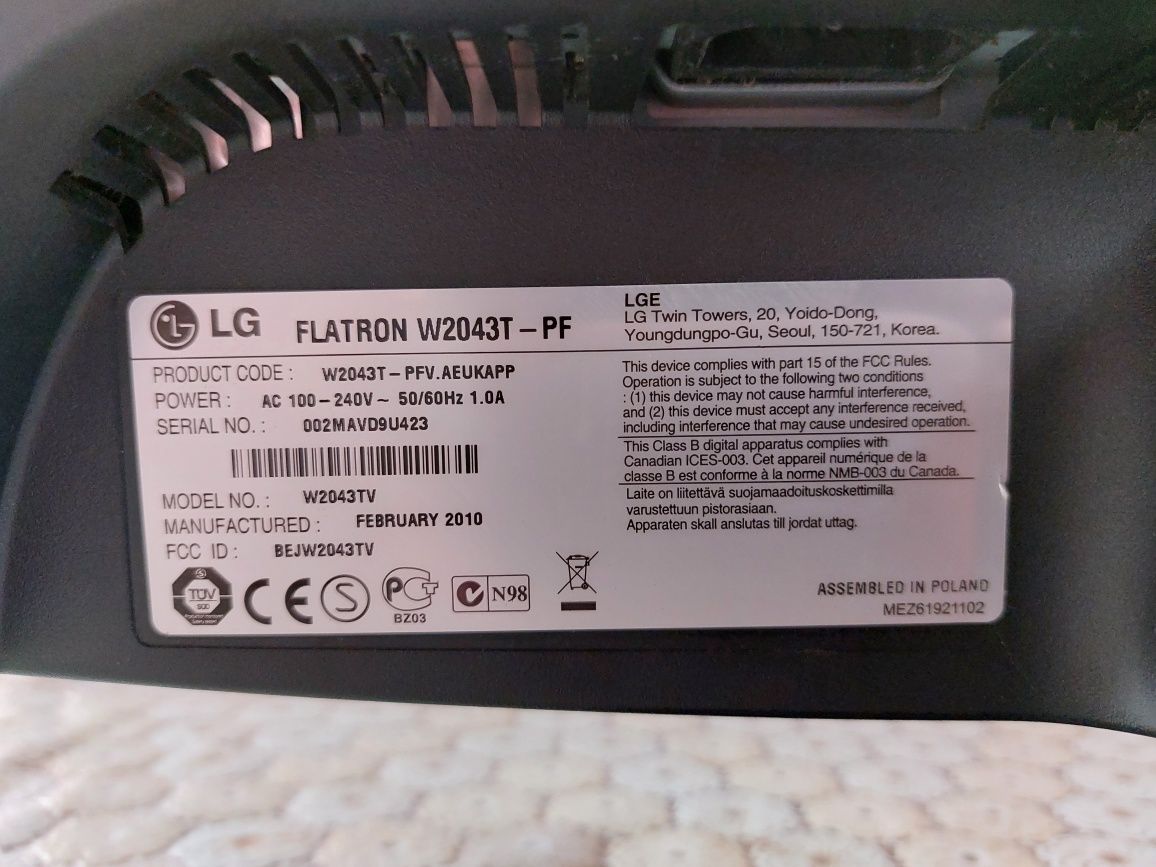 LG FLATRON W2043T-PF
LGE
LG Twin Towers, 20, Yoido-Dong,
Youngdungpo-Gu, Seoul, 150-721, Korea.
PRODUCT CODE : W2043T-PFV.AEUKAPP
POWER : AC 100-240V~ 50/60Hz 1.0A
SERIAL NO. : 002MAVD9U423
MODEL NO. : W2043TV
MANUFACTURED : FEBRUARY 2010
FCC ID : BEJW2043TV
This device complies with part 15 of the FCC Rules.
Operation is subject to the following two conditions
: (1) this device may not cause harmful interference,
and (2) this device must accept any interference received,
including interference that may cause undesired operation.
This Class B digital apparatus complies with
Canadian ICES-003. Cet appareil numérique de la
classe B est conforme à la norme NMB-003 du Canada.
Laite on liitettävä suojamaadoituskoskettimilla
varustettuun pistorasiaan.
Apparaten skall anslutas till jordat uttag.
TÜV
CE
S
BZ03
N98
ASSEMBLED IN POLAND
MEZ61921102